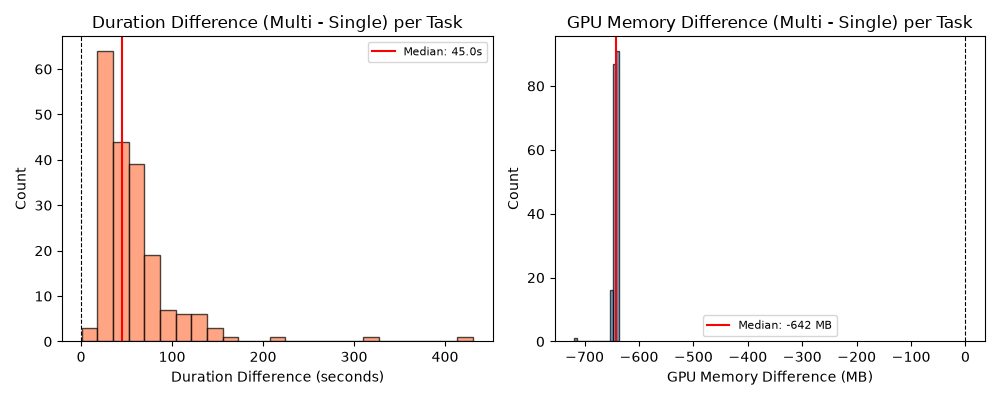 Duration Difference (Multi - Single) per Task
Median: 45.0s
Count
60
50
40
30
20
10
0
0 100 200 300 400
Duration Difference (seconds)
GPU Memory Difference (Multi - Single) per Task
Count
80
60
40
20
0
Median: -642 MB
−700 −600 −500 −400 −300 −200 −100 0
GPU Memory Difference (MB)